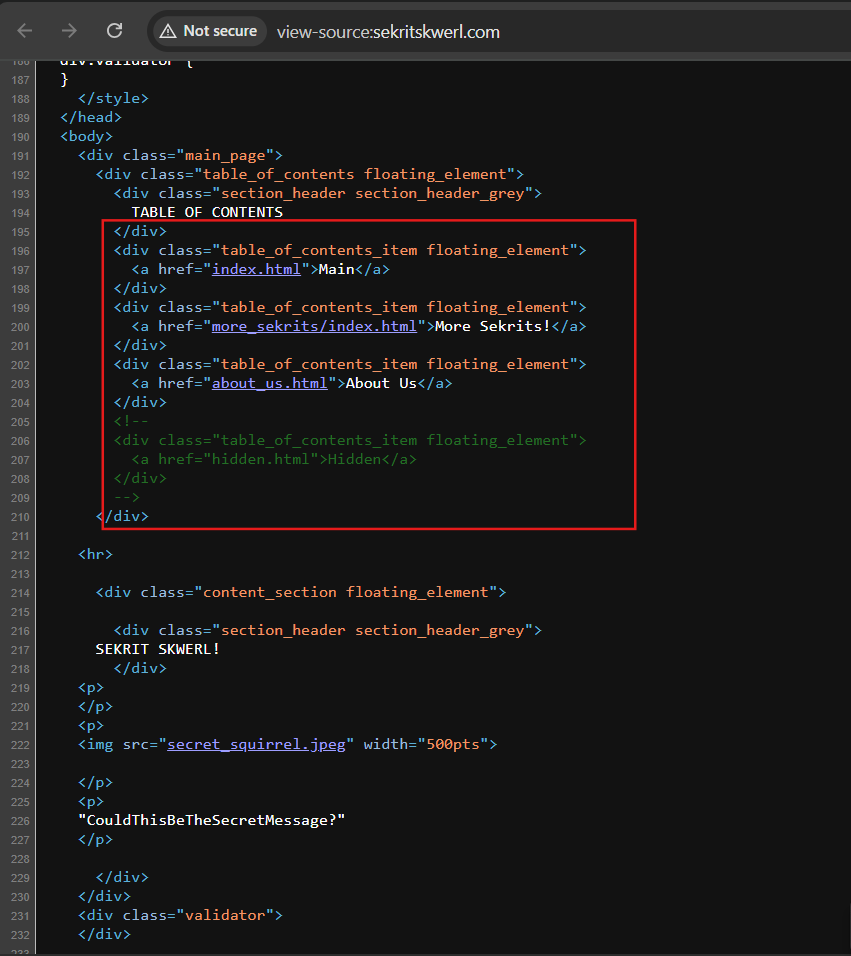 Not secure view-source:sekritskwerl.com
186 div.validator {
187 }
188 </style>
189 </head>
190 <body>
191 <div class="main_page">
192 <div class="table_of_contents floating_element">
193 <div class="section_header section_header_grey">
194 TABLE OF CONTENTS
195 </div>
196 <div class="table_of_contents_item floating_element">
197 <a href="index.html">Main</a>
198 </div>
199 <div class="table_of_contents_item floating_element">
200 <a href="more_sekrits/index.html">More Sekrits!</a>
201 </div>
202 <div class="table_of_contents_item floating_element">
203 <a href="about_us.html">About Us</a>
204 </div>
205 <!--
206 <div class="table_of_contents_item floating_element">
207 <a href="hidden.html">Hidden</a>
208 </div>
209 -->
210 </div>
211
212 <hr>
213
214 <div class="content_section floating_element">
215
216 <div class="section_header section_header_grey">
217 SEKRIT SKWERL!
218 </div>
219 <p>
220 </p>
221 <p>
222 <img src="secret_squirrel.jpeg" width="500pts">
223
224 </p>
225 <p>
226 "CouldThisBeTheSecretMessage?"
227 </p>
228
229 </div>
230 </div>
231 <div class="validator">
232 </div>
233